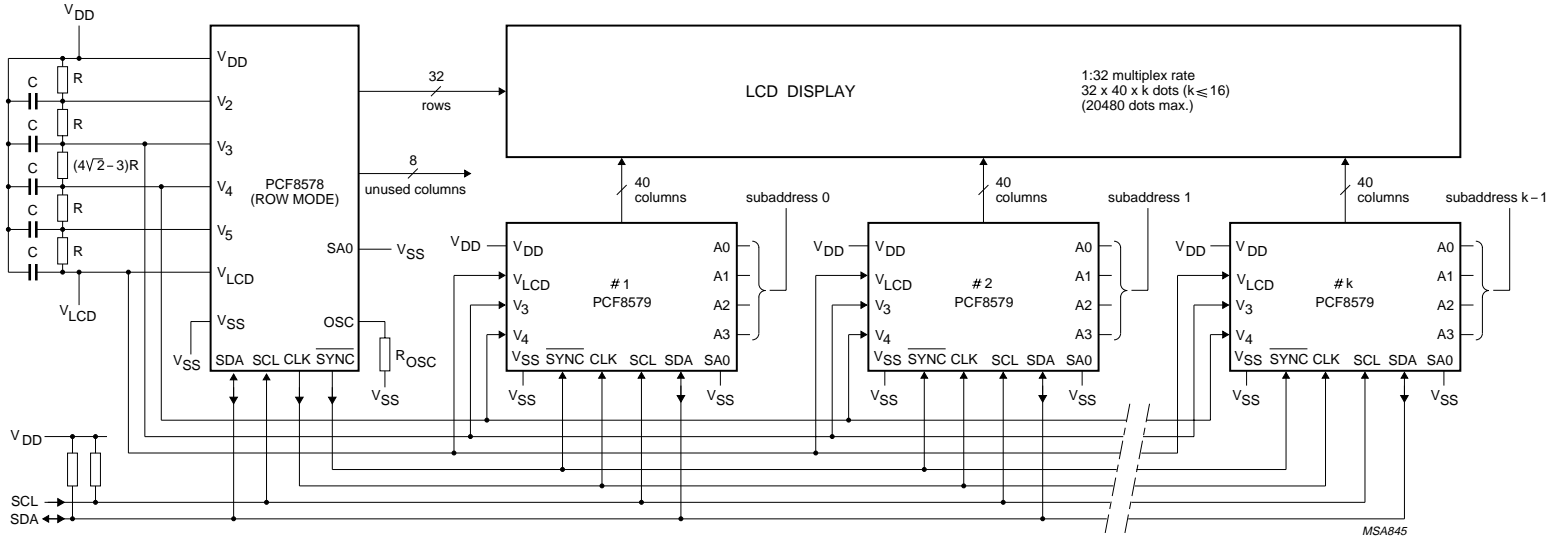 VDD
C
R
C
R
C
(4√2−3)R
C
R
C
R
VLCD
VDD
V2
V3
V4
V5
VLCD
VSS
VSS
PCF8578
(ROW MODE)
SA0
VSS
OSC
ROSC
VSS
SDA SCL CLK SYNC
32
rows
8
unused columns
LCD DISPLAY
1:32 multiplex rate
32 x 40 x k dots (k ⩽ 16)
(20480 dots max.)
40
columns
subaddress 0
40
columns
subaddress 1
40
columns
subaddress k−1
VDD
VDD
VLCD
V3
V4
#1
PCF8579
A0
A1
A2
A3
VSS SYNC CLK SCL SDA SA0
VSS
VSS
VDD
VDD
VLCD
V3
V4
#2
PCF8579
A0
A1
A2
A3
VSS SYNC CLK SCL SDA SA0
VSS
VSS
VDD
VDD
VLCD
V3
V4
#k
PCF8579
A0
A1
A2
A3
VSS SYNC CLK SCL SDA SA0
VSS
VSS
VDD
SCL
SDA
MSA845